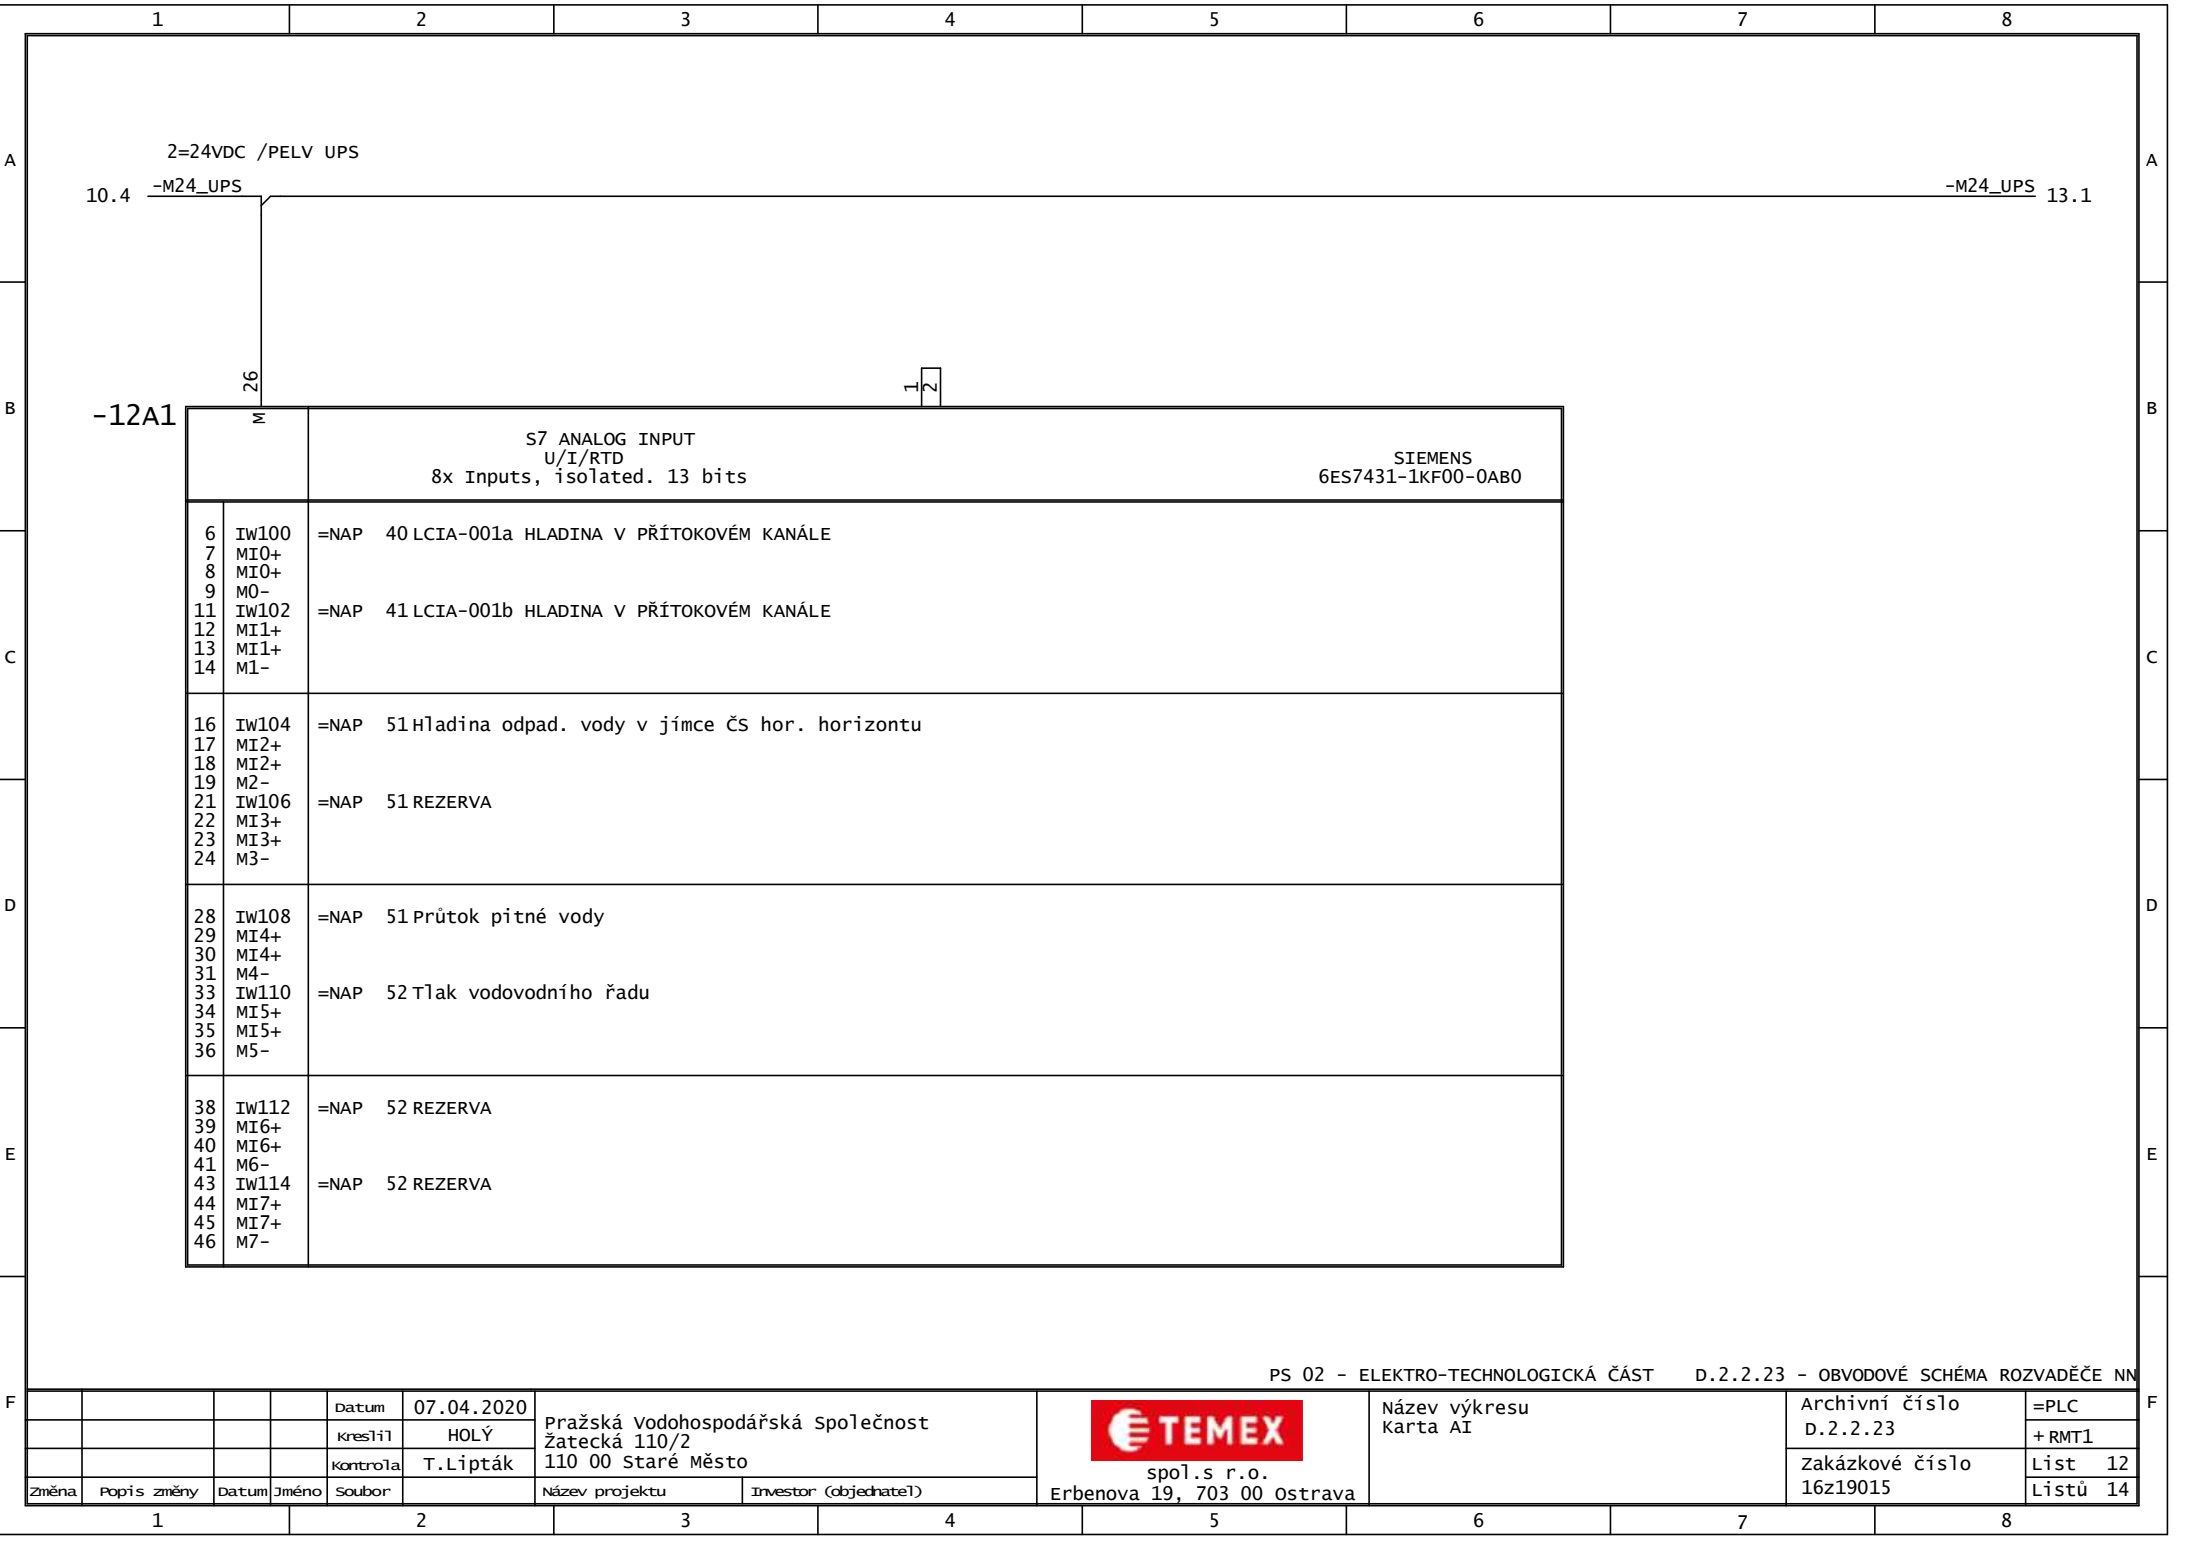 1 2 3 4 5 6 7 8
2=24VDC /PELV UPS
A A
10.4 -M24_UPS -M24_UPS 13.1
26 1 2
B -12A1 M B
S7 ANALOG INPUT
U/I/RTD SIEMENS
8x Inputs, isolated. 13 bits 6ES7431-1KF00-0AB0
6 IW100 =NAP 40 LCIA-001a HLADINA V PŘÍTOKOVÉM KANÁLE
7 MI0+
8 MI0+
9 M0-
11 IW102 =NAP 41 LCIA-001b HLADINA V PŘÍTOKOVÉM KANÁLE
12 MI1+
13 MI1+
C 14 M1- C
16 IW104 =NAP 51 Hladina odpad. vody v jímce ČS hor. horizontu
17 MI2+
18 MI2+
19 M2-
21 IW106 =NAP 51 REZERVA
22 MI3+
23 MI3+
24 M3-
D D
28 IW108 =NAP 51 Průtok pitné vody
29 MI4+
30 MI4+
31 M4-
33 IW110 =NAP 52 Tlak vodovodního řadu
34 MI5+
35 MI5+
36 M5-
38 IW112 =NAP 52 REZERVA
39 MI6+
40 MI6+
E 41 M6- E
43 IW114 =NAP 52 REZERVA
44 MI7+
45 MI7+
46 M7-
PS 02 - ELEKTRO-TECHNOLOGICKÁ ČÁST D.2.2.23 - OBVODOVÉ SCHÉMA ROZVADĚČE NN
F F
Datum 07.04.2020
Kreslil HOLÝ
Kontrola T.Lipták
Změna Popis změny Datum Jméno Soubor
Pražská Vodohospodářská Společnost
Žatecká 110/2
110 00 Staré Město
Název projektu Investor (objednatel)
TEMEX
spol.s r.o.
Erbenova 19, 703 00 Ostrava
Název výkresu
Karta AI
Archivní číslo
D.2.2.23
Zakázkové číslo
16z19015
=PLC
+ RMT1
List 12
Listů 14
1 2 3 4 5 6 7 8